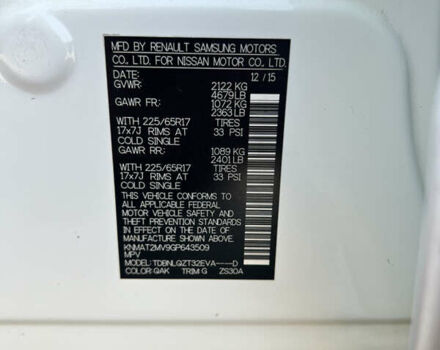 MFD BY RENAULT SAMSUNG MOTORS
CO. LTD. FOR NISSAN MOTOR CO., LTD.
DATE: 12 / 15
GVWR: 2122 KG
4679 LB
GAWR FR: 1072 KG
2363 LB
WITH 225/65R17 TIRES
17x7J RIMS AT 33 PSI
COLD SINGLE
GAWR RR: 1089 KG
2401 LB
WITH 225/65R17 TIRES
17x7J RIMS AT 33 PSI
COLD SINGLE
THIS VEHICLE CONFORMS TO
ALL APPLICABLE FEDERAL
MOTOR VEHICLE SAFETY
AND THEFT PREVENTION
STANDARDS IN EFFECT ON
THE DATE OF
MANUFACTURE SHOWN ABOVE.
KNMAT2MV9GP643509
MPV
MODEL: TDBNLQZT32EVA----D
COLOR: QAK TRIM: G ZS30A